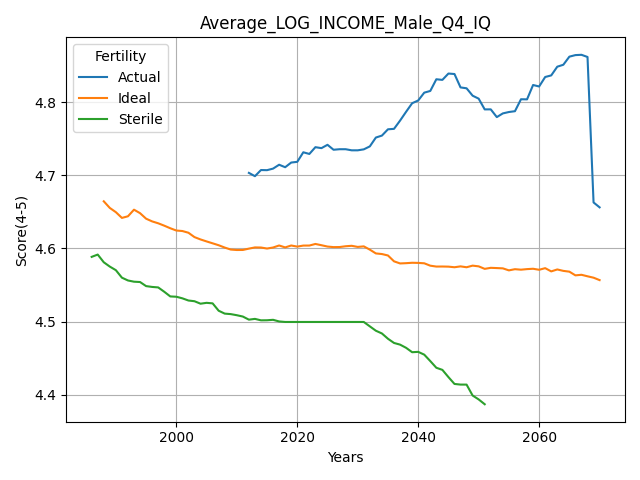 Average_LOG_INCOME_Male_Q4_IQ
Fertility
Actual
Ideal
Sterile
Score(4-5)
4.8
4.7
4.6
4.5
4.4
2000 2020 2040 2060
Years